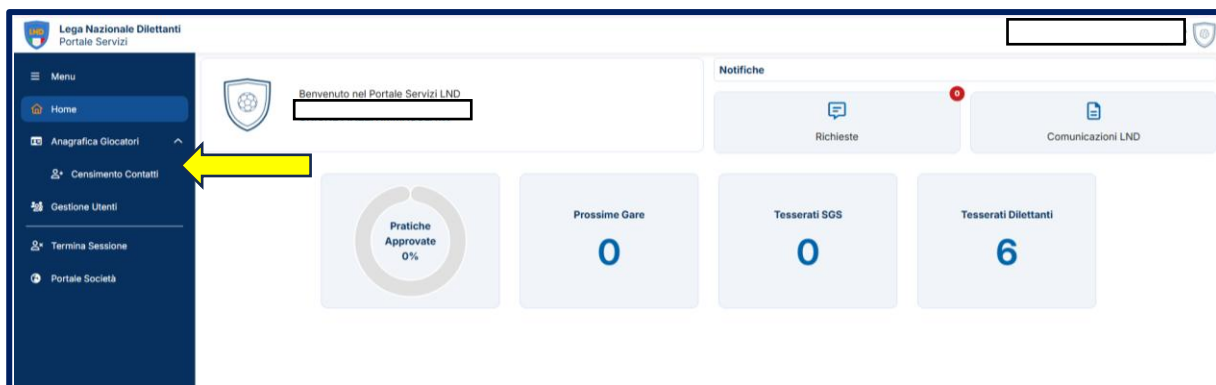 LND
Lega Nazionale Dilettanti
Portale Servizi
Menu
Home
Anagrafica Giocatori
Censimento Contatti
Gestione Utenti
Termina Sessione
Portale Società
Benvenuto nel Portale Servizi LND
Notifiche
0
Richieste
Comunicazioni LND
Pratiche
Approvate
0%
Prossime Gare
0
Tesserati SGS
0
Tesserati Dilettanti
6